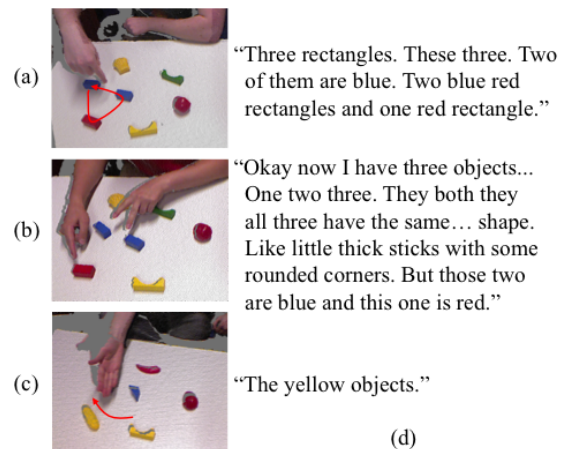 (a)
“Three rectangles. These three. Two
of them are blue. Two blue red
rectangles and one red rectangle.”
(b)
“Okay now I have three objects...
One two three. They both they
all three have the same… shape.
Like little thick sticks with some
rounded corners. But those two
are blue and this one is red.”
(c)
“The yellow objects.”
(d)